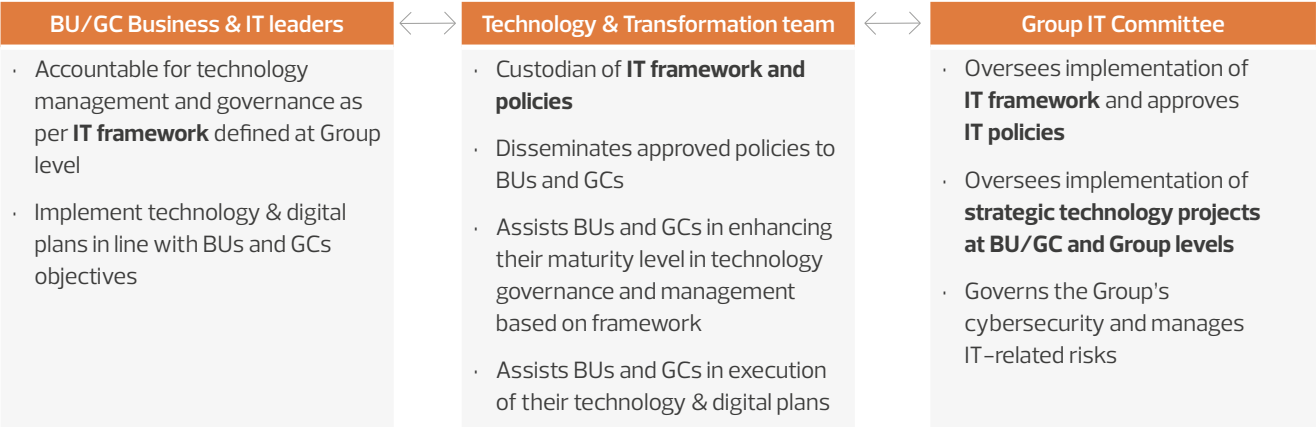 BU/GC Business & IT leaders
· Accountable for technology
management and governance as
per IT framework defined at Group
level
· Implement technology & digital
plans in line with BUs and GCs
objectives
Technology & Transformation team
· Custodian of IT framework and
policies
· Disseminates approved policies to
BUs and GCs
· Assists BUs and GCs in enhancing
their maturity level in technology
governance and management
based on framework
· Assists BUs and GCs in execution
of their technology & digital plans
Group IT Committee
· Oversees implementation of
IT framework and approves
IT policies
· Oversees implementation of
strategic technology projects
at BU/GC and Group levels
· Governs the Group's
cybersecurity and manages
IT-related risks